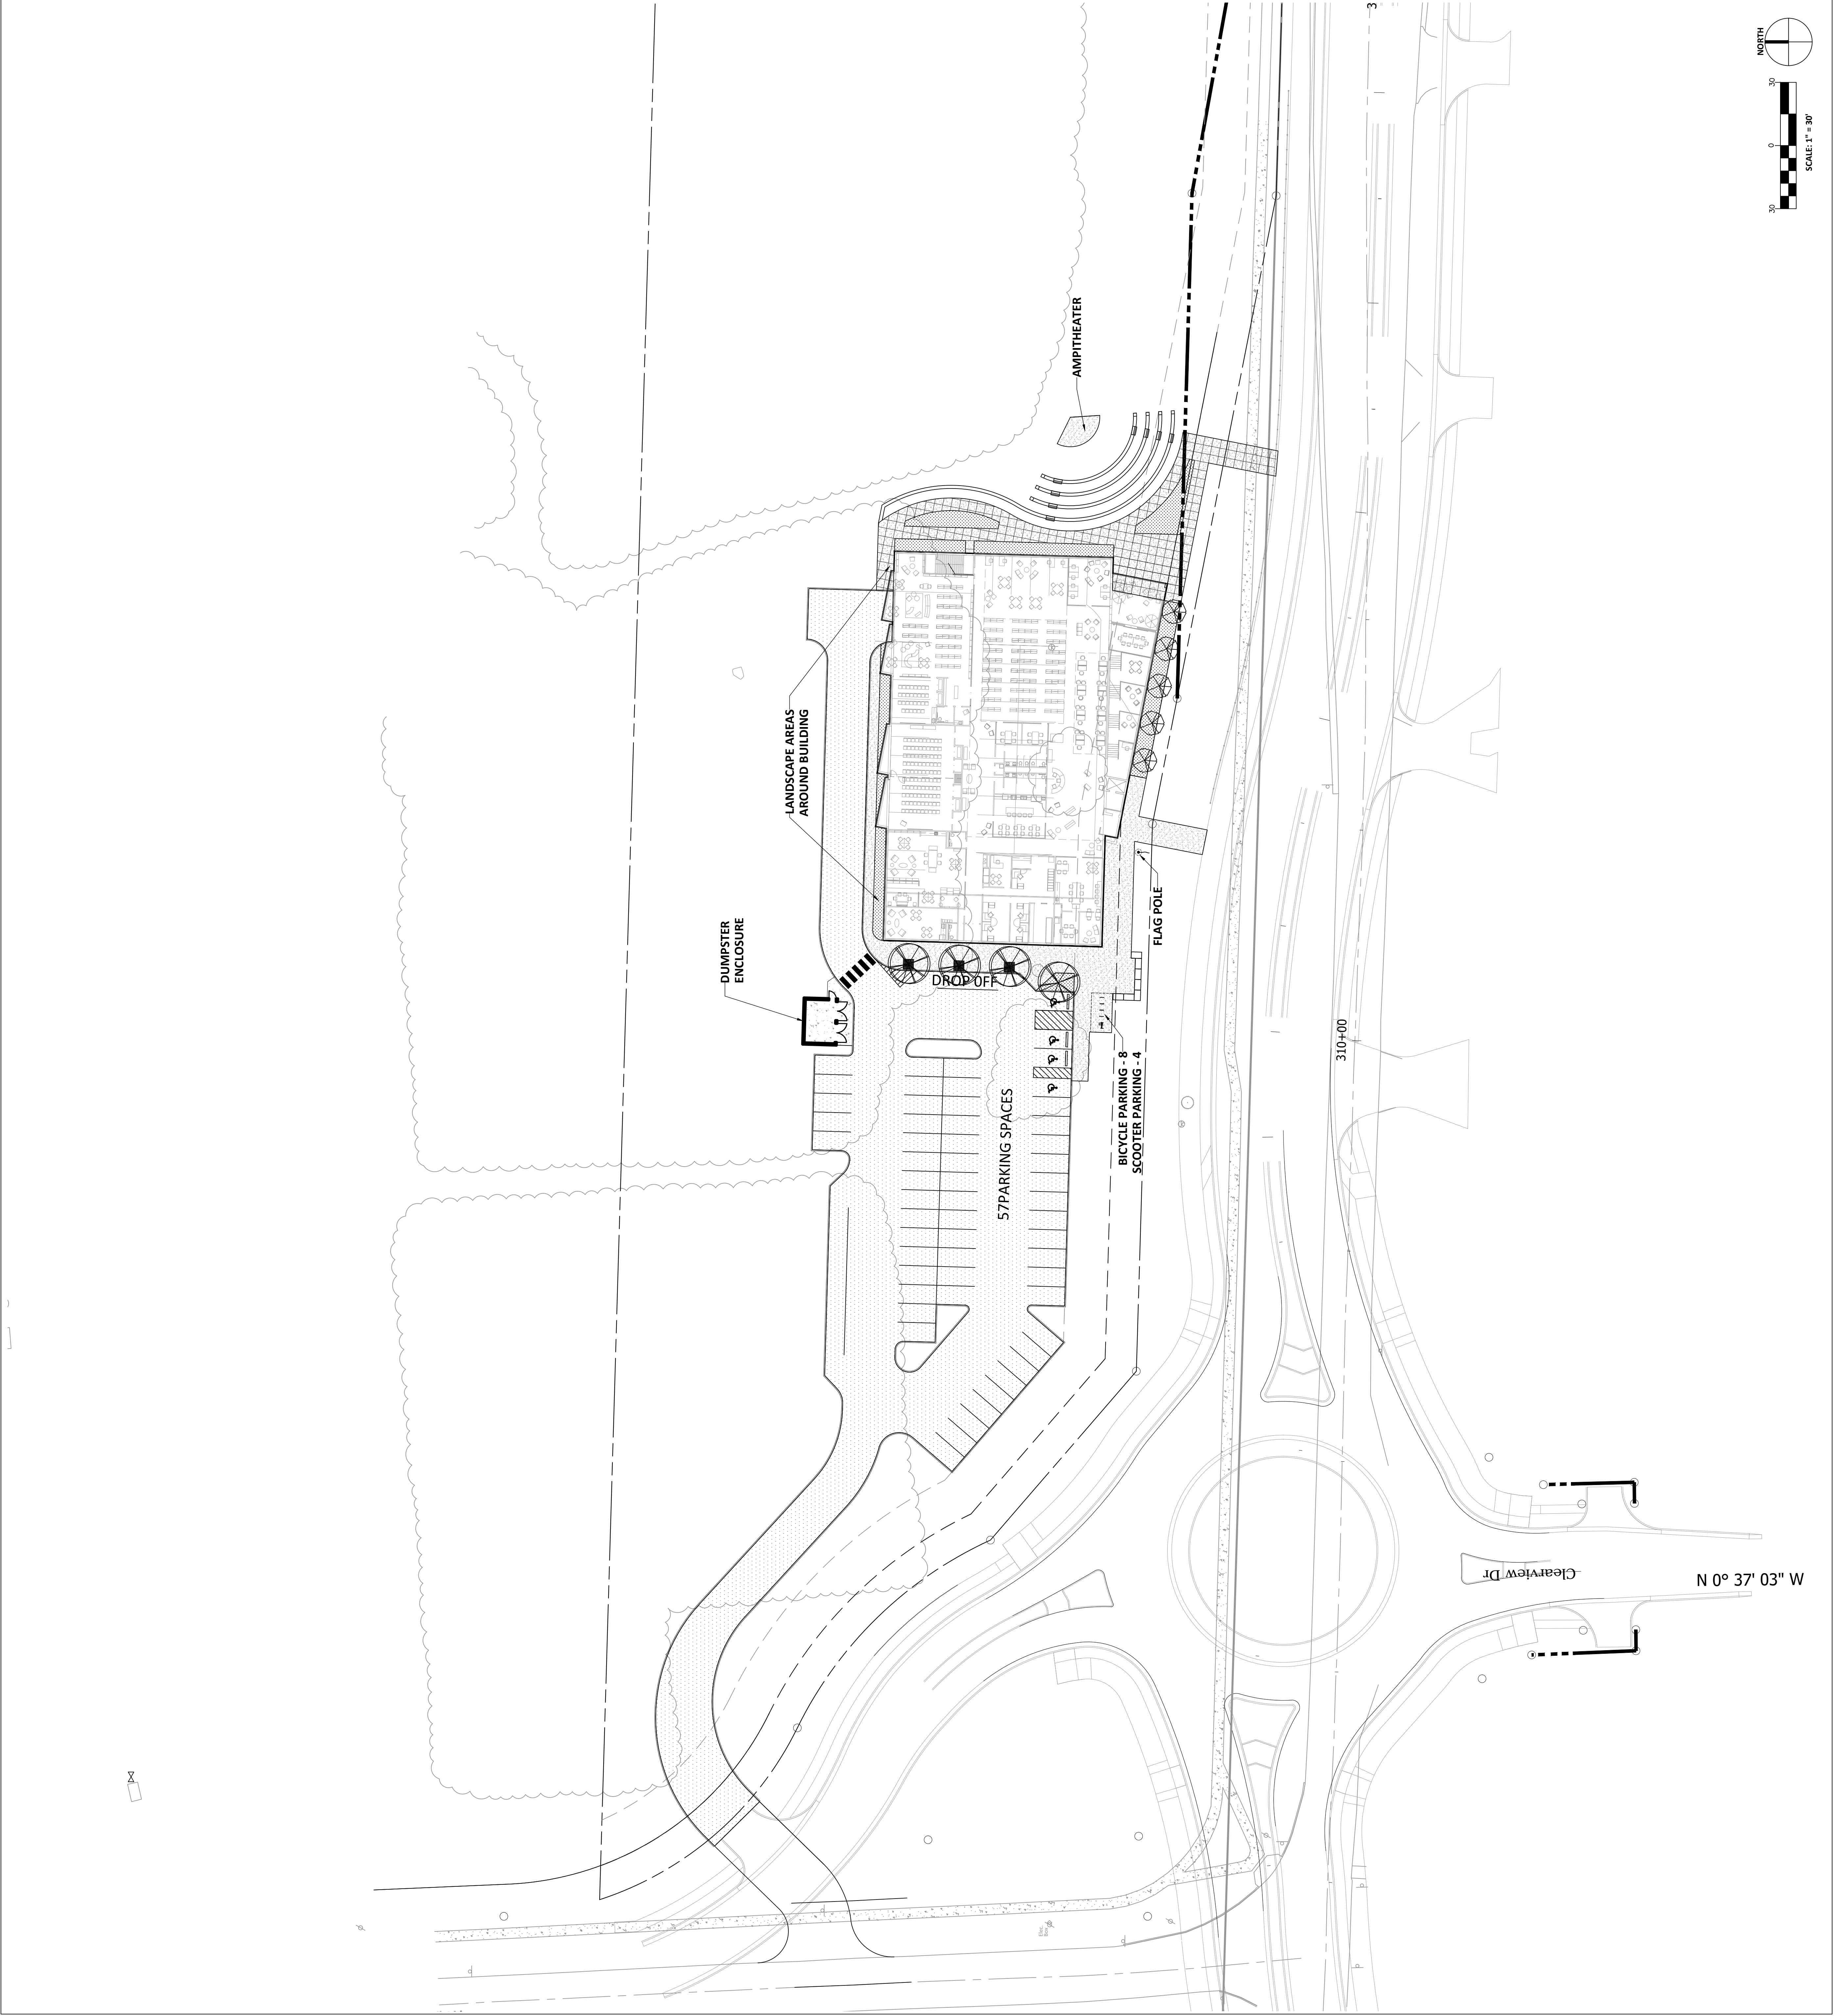 NORTH
30
0
30
SCALE: 1" = 30'
3
AMPITHEATER
LANDSCAPE AREAS
AROUND BUILDING
DUMPSTER
ENCLOSURE
FLAG POLE
DROP OFF
BICYCLE PARKING - 8
SCOOTER PARKING - 4
57PARKING SPACES
310+00
Clearview Dr
N 0° 37' 03" W